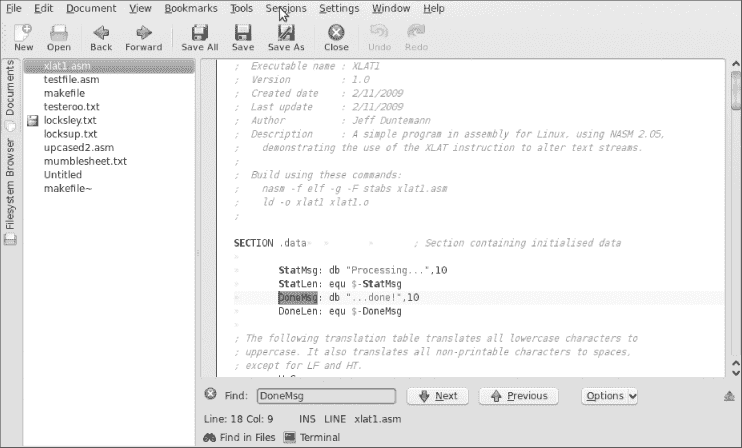 File Edit Document View Bookmarks Tools Sessions Settings Window Help
New Open Back Forward Save All Save Save As Close Undo Redo
Documents
Filesystem Browser
xlat1.asm
testfile.asm
makefile
testeroo.txt
locksley.txt
locksup.txt
upcased2.asm
mumblesheet.txt
Untitled
makefile~
; Executable name : XLAT1
; Version : 1.0
; Created date : 2/11/2009
; Last update : 2/11/2009
; Author : Jeff Duntemann
; Description : A simple program in assembly for Linux, using NASM 2.05,
; demonstrating the use of the XLAT instruction to alter text streams.
;
; Build using these commands:
; nasm -f elf -g -F stabs xlat1.asm
; ld -o xlat1 xlat1.o
;
SECTION .data ; Section containing initialised data
StatMsg: db "Processing...",10
StatLen: equ $-StatMsg
DoneMsg: db "...done!",10
DoneLen: equ $-DoneMsg
; The following translation table translates all lowercase characters to
; uppercase. It also translates all non-printable characters to spaces,
; except for LF and HT.
Find: DoneMsg Next Previous Options
Line: 18 Col: 9 INS LINE xlat1.asm
Find in Files Terminal